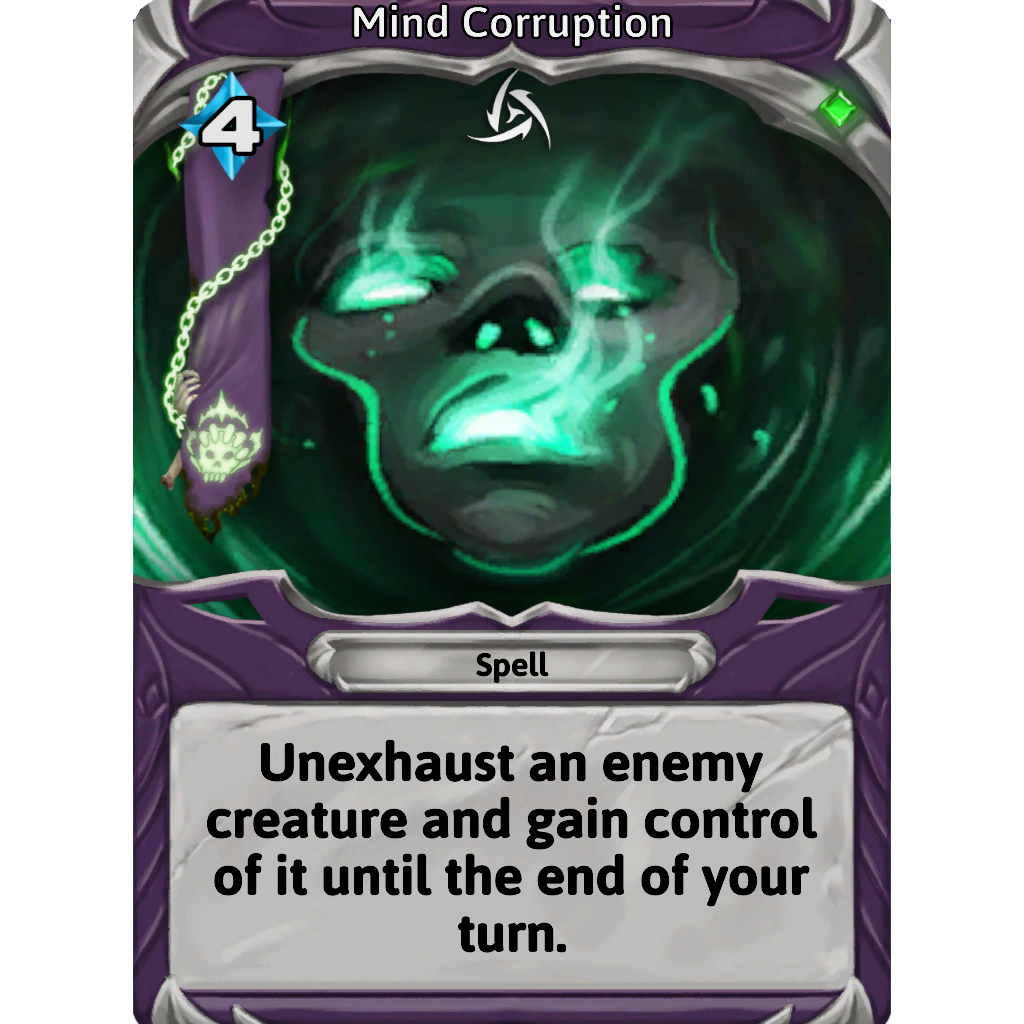 Mind Corruption
4
Spell
Unexhaust an enemy
creature and gain control
of it until the end of your
turn.